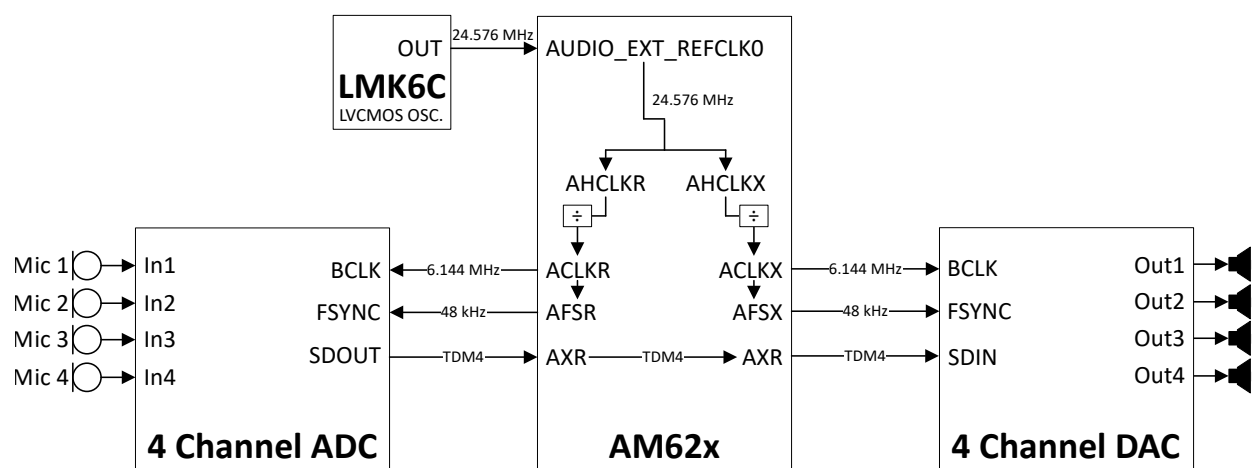 OUT
LMK6C
LVCMOS OSC.
24.576 MHz
AUDIO_EXT_REFCLK0
24.576 MHz
AHCLKR
AHCLKX
÷
÷
Mic 1
Mic 2
Mic 3
Mic 4
In1
In2
In3
In4
BCLK
FSYNC
SDOUT
4 Channel ADC
6.144 MHz
48 kHz
TDM4
ACLKR
AFSR
AXR
TDM4
ACLKX
AFSX
AXR
AM62x
6.144 MHz
48 kHz
TDM4
BCLK
FSYNC
SDIN
Out1
Out2
Out3
Out4
4 Channel DAC